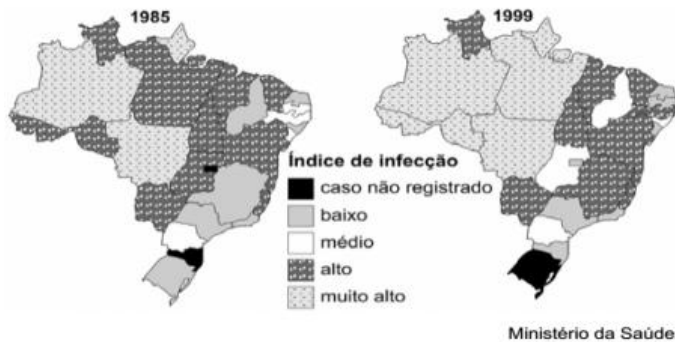 1985
1999
Índice de infecção
caso não registrado
baixo
médio
alto
muito alto
Ministério da Saúde